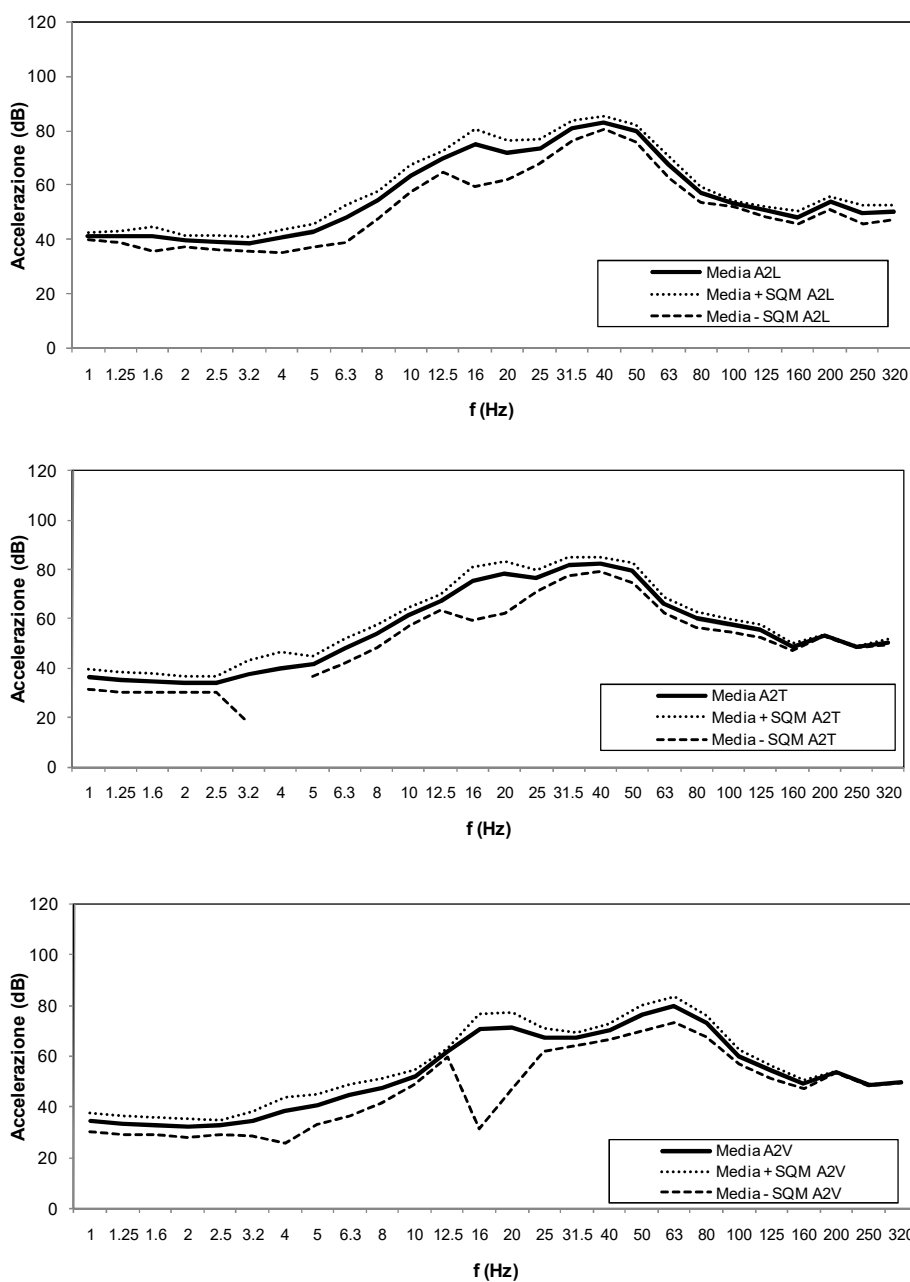 120
100
80
60
40
20
0
Accelerazione (dB)
Media A2L
Media + SQM A2L
Media - SQM A2L
1 1.25 1.6 2 2.5 3.2 4 5 6.3 8 10 12.5 16 20 25 31.5 40 50 63 80 100 125 160 200 250 320
f (Hz)
120
100
80
60
40
20
0
Accelerazione (dB)
Media A2T
Media + SQM A2T
Media - SQM A2T
1 1.25 1.6 2 2.5 3.2 4 5 6.3 8 10 12.5 16 20 25 31.5 40 50 63 80 100 125 160 200 250 320
f (Hz)
120
100
80
60
40
20
0
Accelerazione (dB)
Media A2V
Media + SQM A2V
Media - SQM A2V
1 1.25 1.6 2 2.5 3.2 4 5 6.3 8 10 12.5 16 20 25 31.5 40 50 63 80 100 125 160 200 250 320
f (Hz)